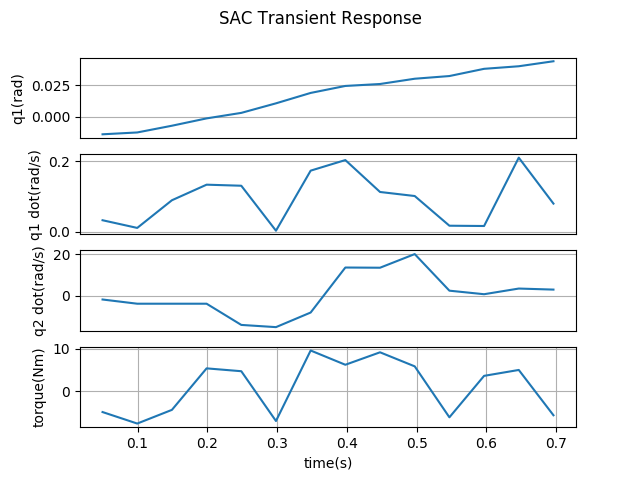 SAC Transient Response
q1(rad)
0.025
0.000
q1 dot(rad/s)
0.2
0.0
q2 dot(rad/s)
20
0
torque(Nm)
10
0
0.1 0.2 0.3 0.4 0.5 0.6 0.7
time(s)